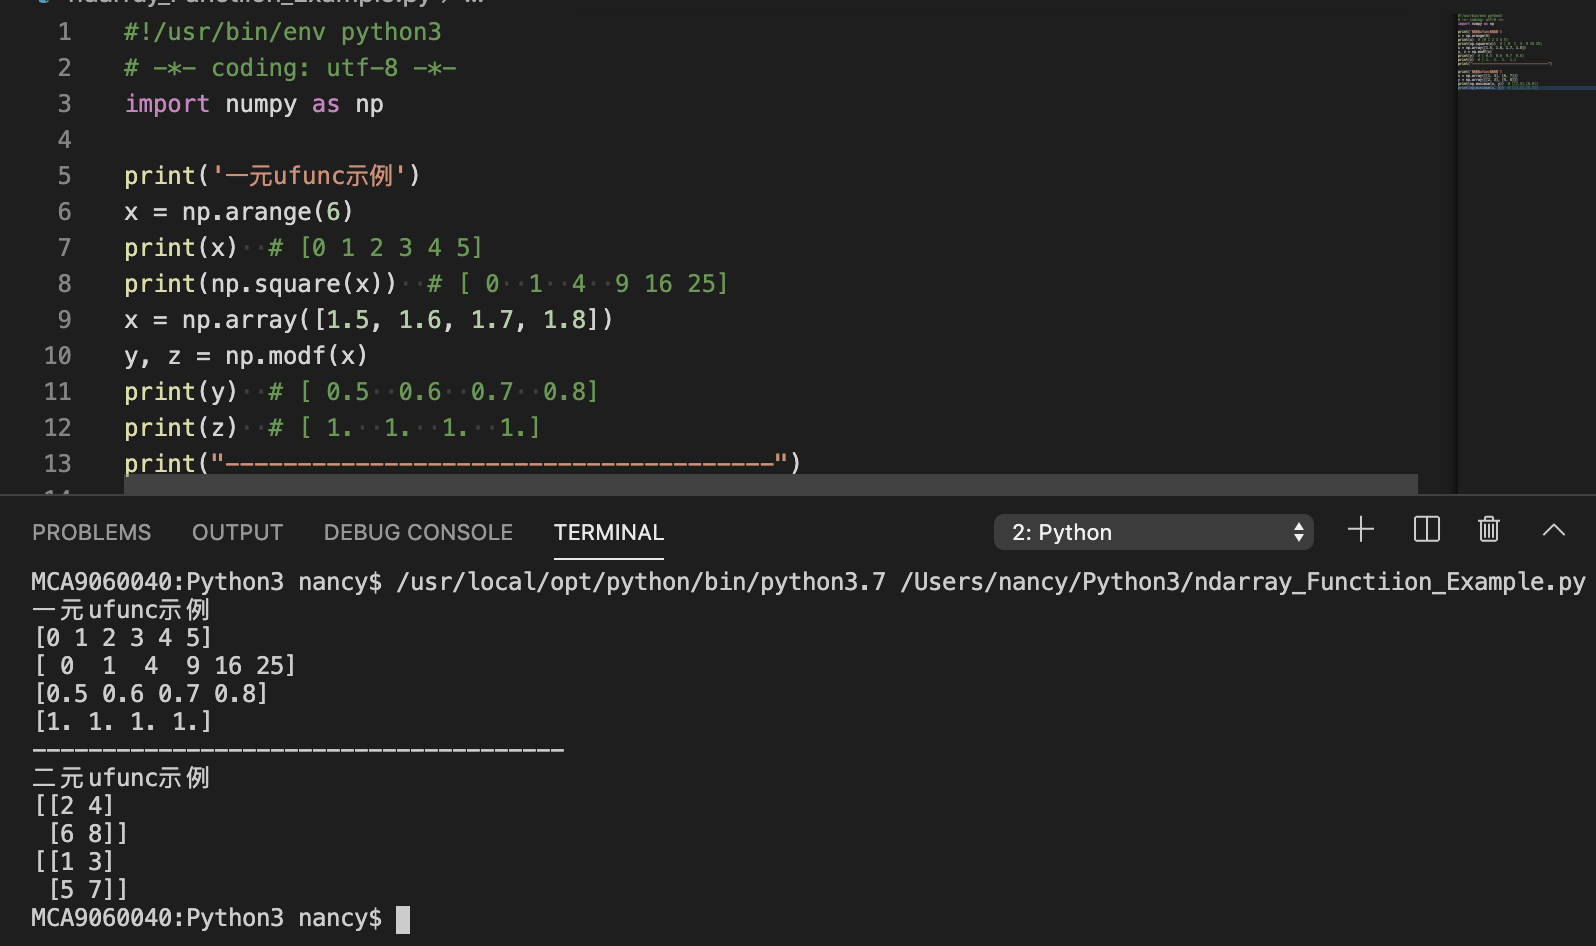 ndarray_Functiion_Example.py > ...
1 #!/usr/bin/env python3
2 # -*- coding: utf-8 -*-
3 import numpy as np
4
5 print('一元ufunc示例')
6 x = np.arange(6)
7 print(x)  # [0 1 2 3 4 5]
8 print(np.square(x))  # [ 0  1  4  9 16 25]
9 x = np.array([1.5, 1.6, 1.7, 1.8])
10 y, z = np.modf(x)
11 print(y)  # [ 0.5  0.6  0.7  0.8]
12 print(z)  # [ 1.  1.  1.  1.]
13 print("--------------------------------------")
14
PROBLEMS OUTPUT DEBUG CONSOLE TERMINAL 2: Python
MCA9060040:Python3 nancy$ /usr/local/opt/python/bin/python3.7 /Users/nancy/Python3/ndarray_Functiion_Example.py
一元ufunc示例
[0 1 2 3 4 5]
[ 0  1  4  9 16 25]
[0.5 0.6 0.7 0.8]
[1. 1. 1. 1.]
--------------------------------------
二元ufunc示例
[[2 4]
 [6 8]]
[[1 3]
 [5 7]]
MCA9060040:Python3 nancy$